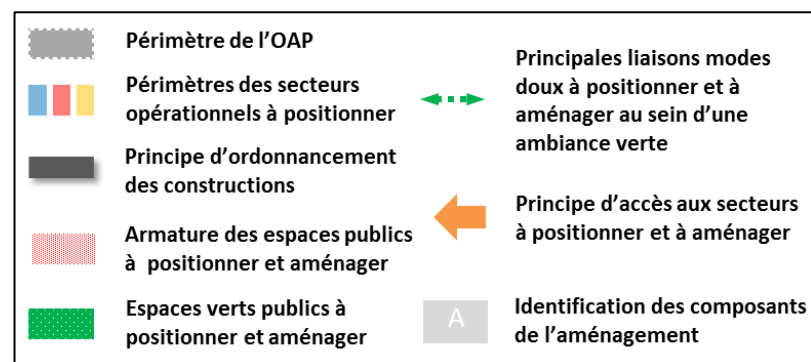 Périmètre de l’OAP
Périmètres des secteurs
opérationnels à positionner
Principe d’ordonnancement
des constructions
Armature des espaces publics
à positionner et aménager
Espaces verts publics à
positionner et aménager
Principales liaisons modes
doux à positionner et à
aménager au sein d’une
ambiance verte
Principe d’accès aux secteurs
à positionner et à aménager
A
Identification des composants
de l’aménagement